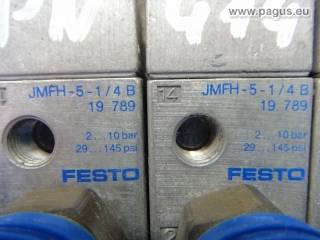 © www.pagus.eu
JMFH-5-1/4 B
19 789
2...10 bar
29...145 psi
FESTO
14
JMFH-5-1/4 B
19 789
2...10 bar
29...145 psi
FESTO
2